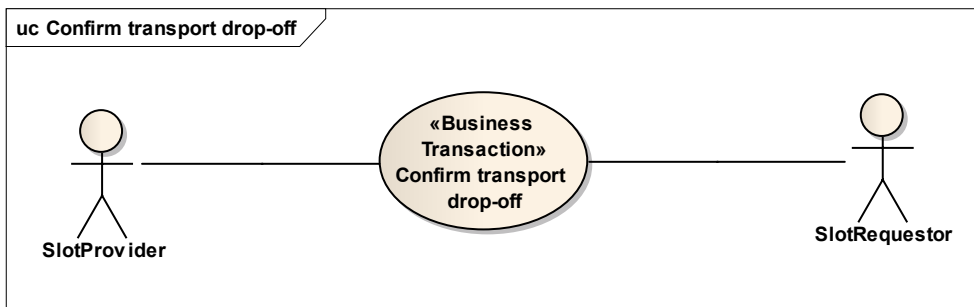 uc Confirm transport drop-off
«Business
Transaction»
Confirm transport
drop-off
SlotProvider
SlotRequestor